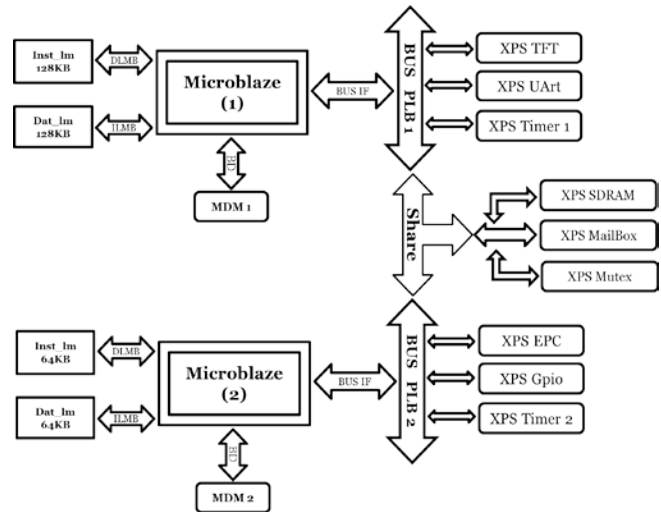 Inst_lm
128KB
DLMB
Dat_lm
128KB
ILMB
Microblaze
(1)
BD
MDM 1
BUS IF
BUS PLB 1
XPS TFT
XPS UArt
XPS Timer 1
Share
XPS SDRAM
XPS MailBox
XPS Mutex
Inst_lm
64KB
DLMB
Dat_lm
64KB
ILMB
Microblaze
(2)
BD
MDM 2
BUS IF
BUS PLB 2
XPS EPC
XPS Gpio
XPS Timer 2